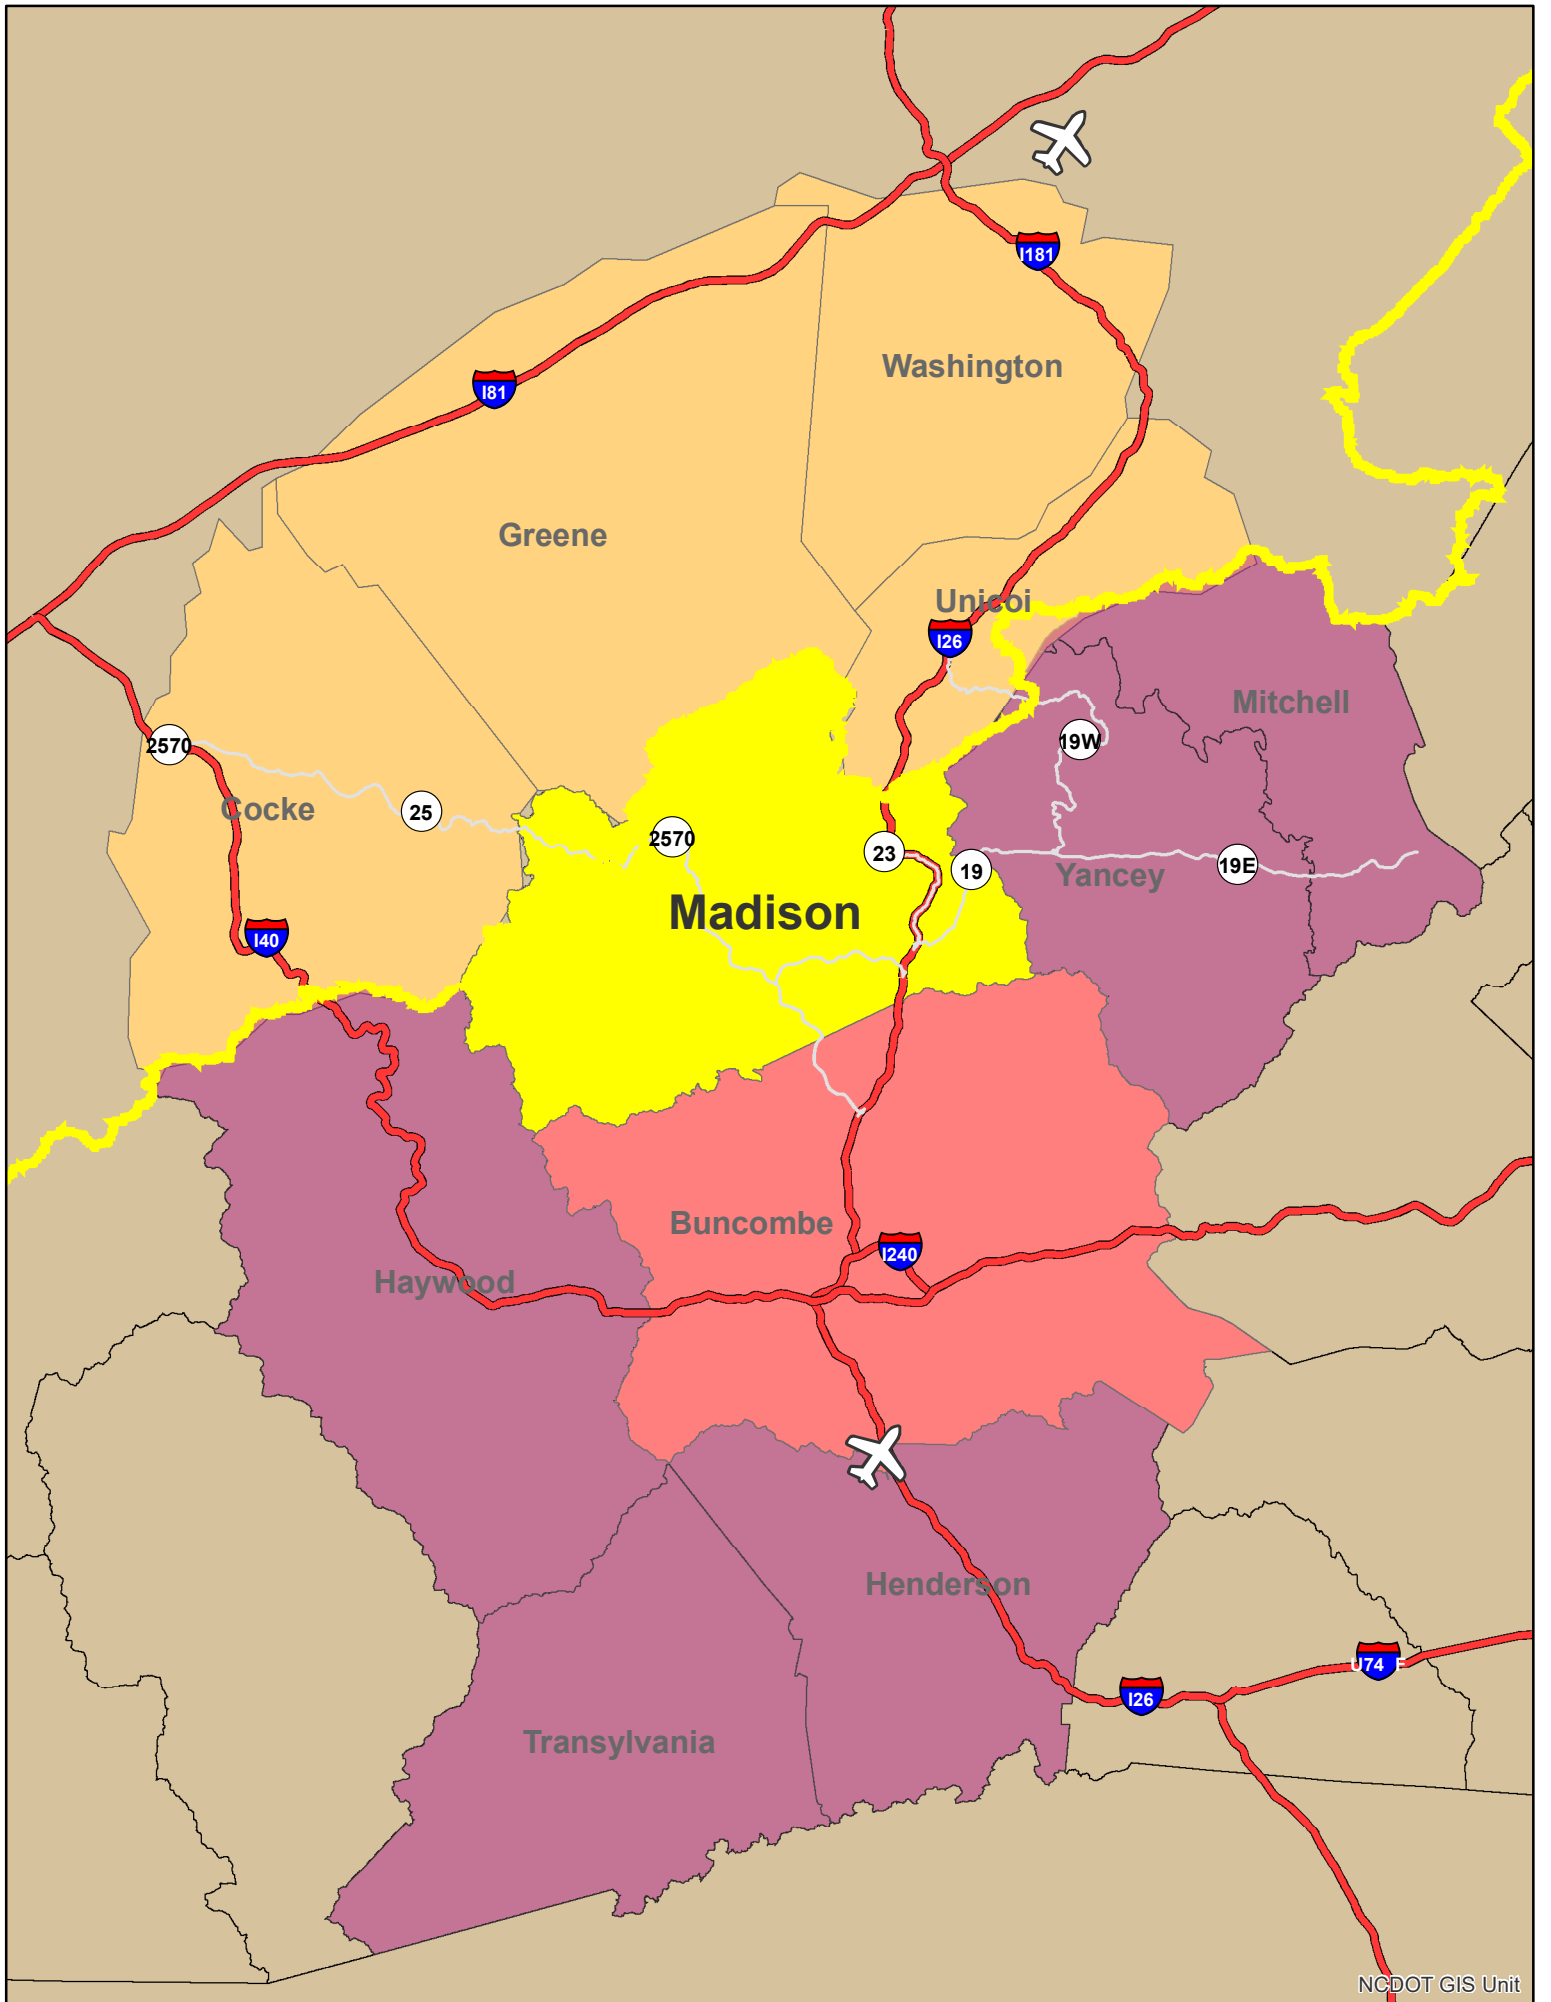 I181
Washington
I81
Greene
Unicoi
I26
Mitchell
19W
2570
Cocke
25
2570
23
19
Yancey
19E
Madison
I40
Buncombe
I240
Haywood
Henderson
U74 F
I26
Transylvania
NCDOT GIS Unit